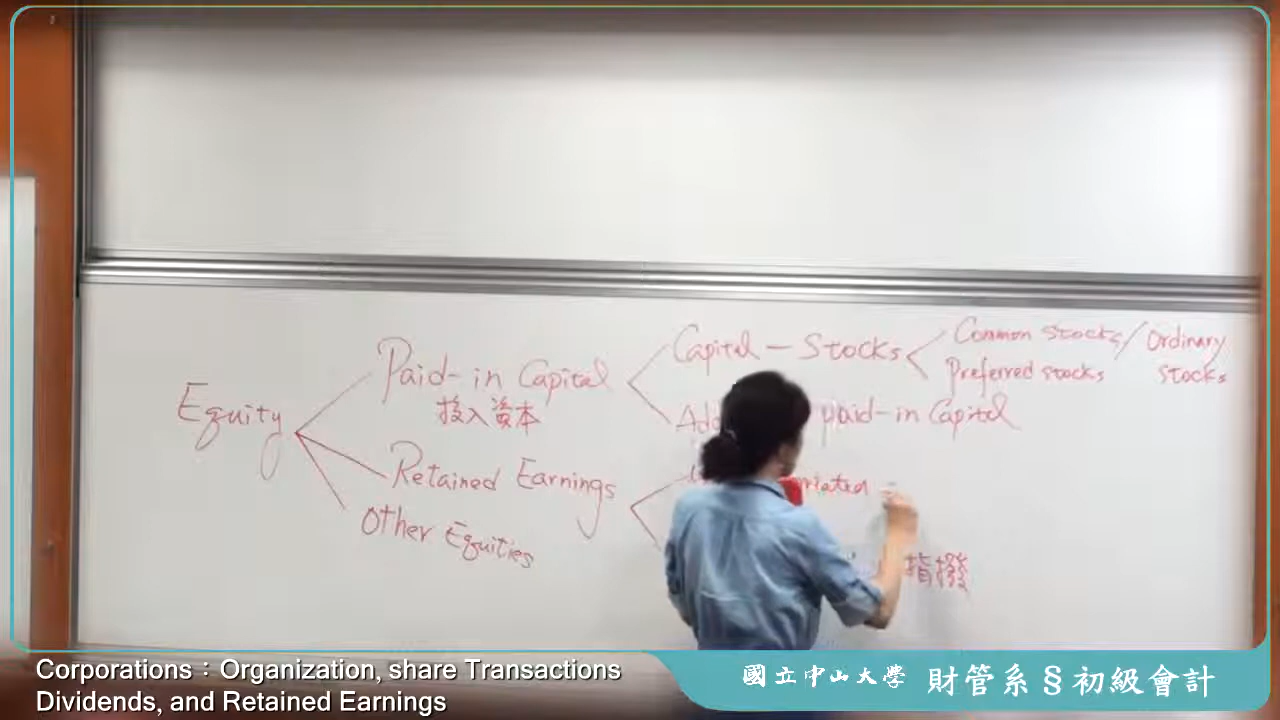 Equity
Paid-in Capital
投入資本
Retained Earnings
Other Equities
Capital - Stocks
Common Stocks / Ordinary Stocks
Preferred stocks
paid-in Capital
指撥
Corporations：Organization, share Transactions
Dividends, and Retained Earnings
國立中山大學 財管系§初級會計